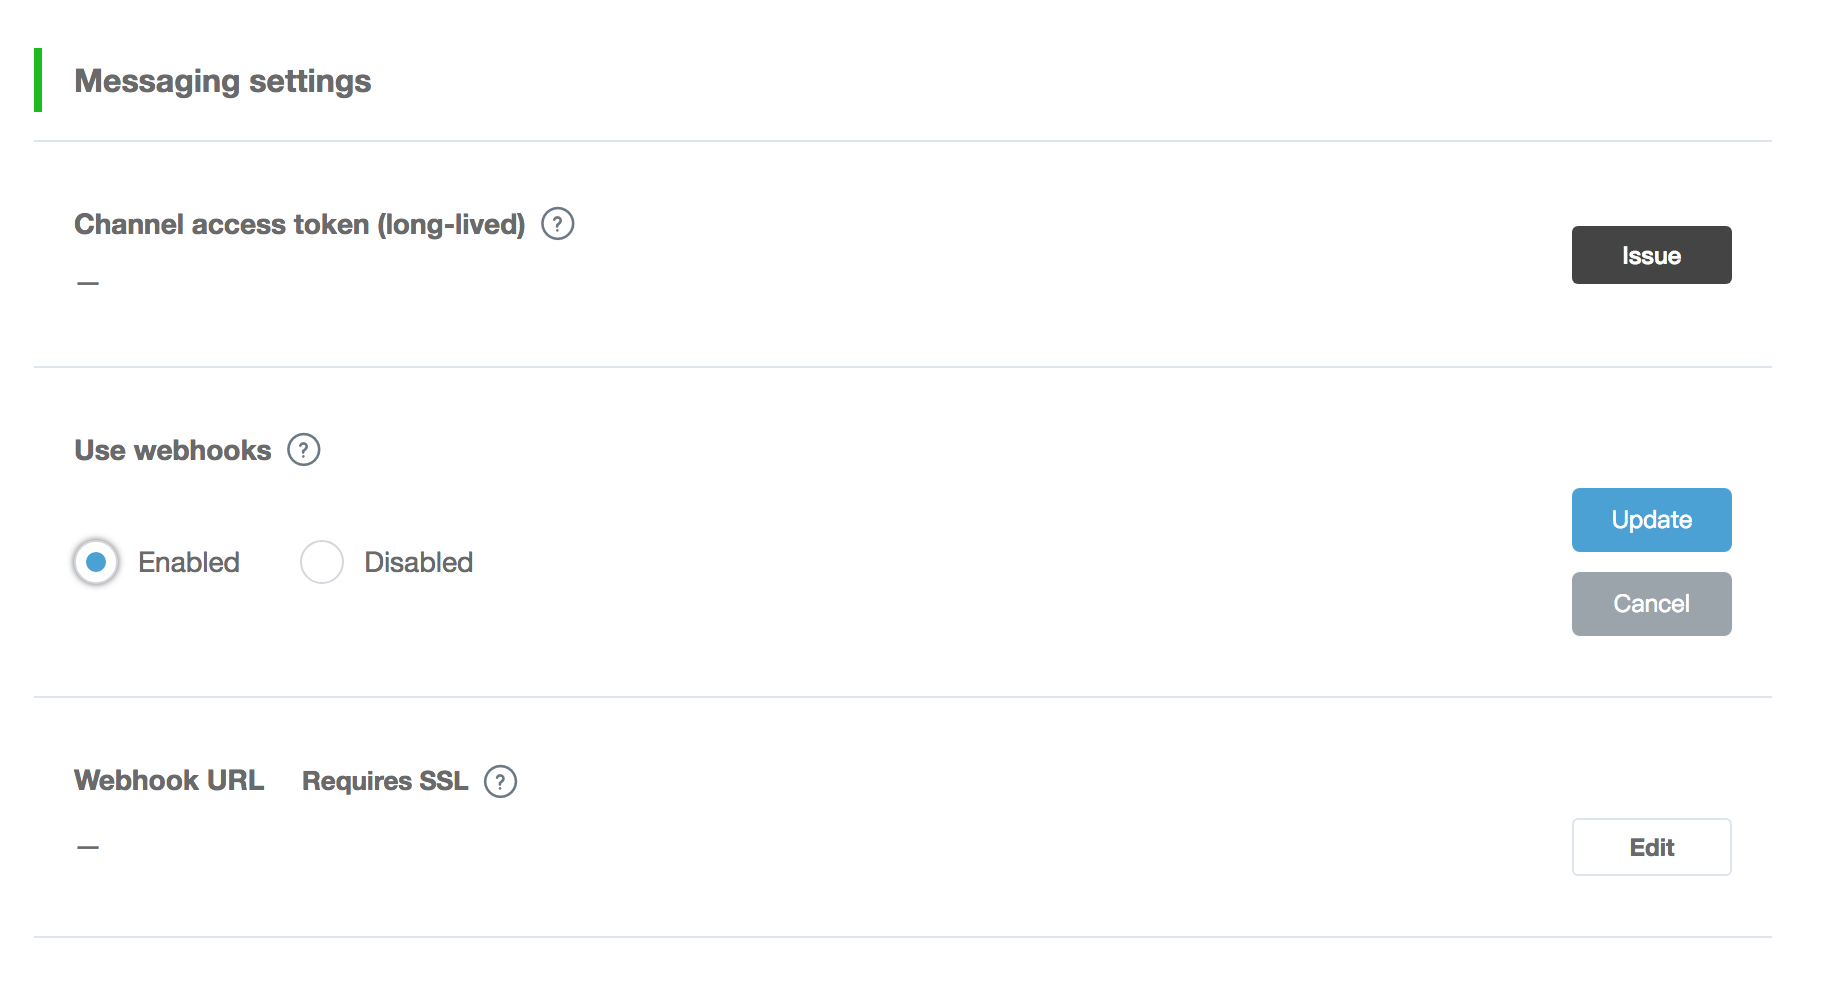 Messaging settings
Channel access token (long-lived) ?
Issue
–
Use webhooks ?
Update
Enabled Disabled
Cancel
Webhook URL Requires SSL ?
–
Edit